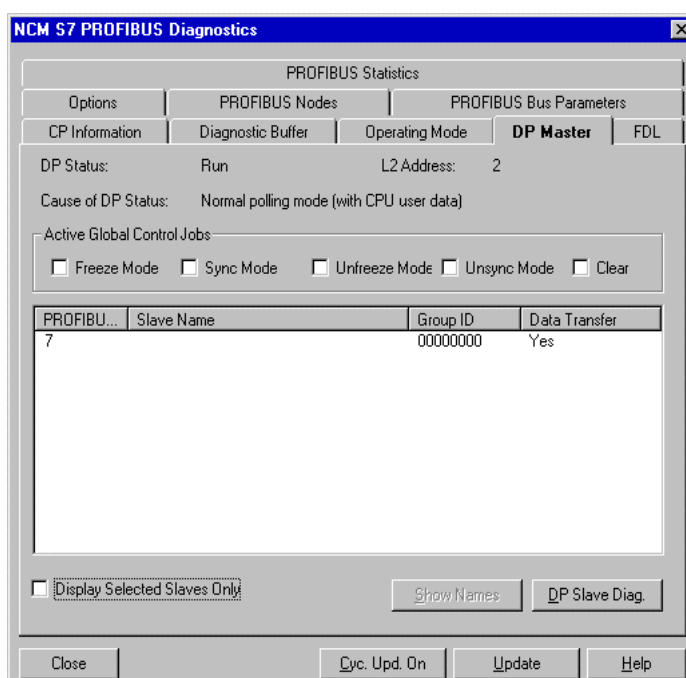 NCM S7 PROFIBUS Diagnostics
PROFIBUS Statistics
Options PROFIBUS Nodes PROFIBUS Bus Parameters
CP Information Diagnostic Buffer Operating Mode DP Master FDL
DP Status: Run L2 Address: 2
Cause of DP Status: Normal polling mode (with CPU user data)
Active Global Control Jobs
Freeze Mode Sync Mode Unfreeze Mode Unsync Mode Clear
PROFIBU... Slave Name Group ID Data Transfer
7 00000000 Yes
Display Selected Slaves Only Show Names DP Slave Diag.
Close Cyc. Upd. On Update Help